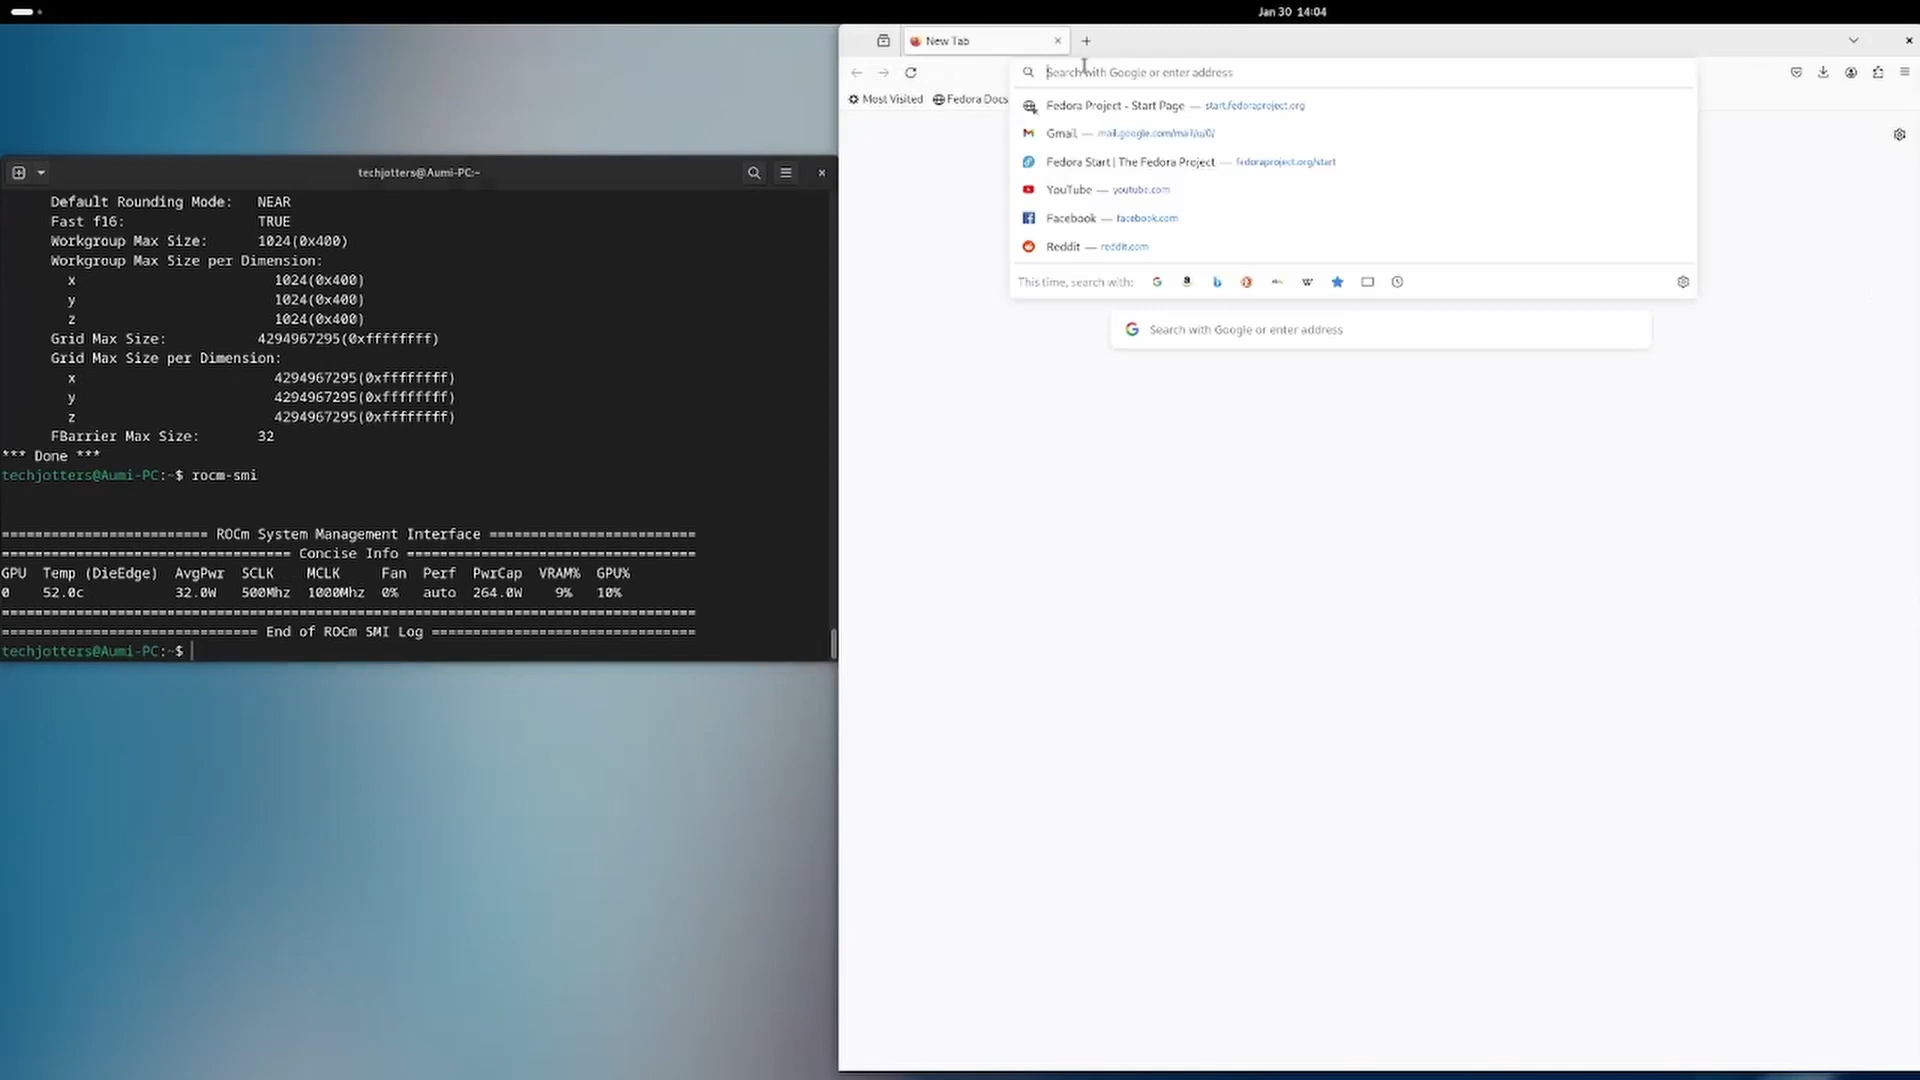 Jan 30 14:04
New Tab
Search with Google or enter address
Most Visited Fedora Docs
Fedora Project - Start Page — start.fedoraproject.org
Gmail — mail.google.com/mail/u/0/
Fedora Start | The Fedora Project — fedoraproject.org/start
YouTube — youtube.com
Facebook — facebook.com
Reddit — reddit.com
This time, search with:
Search with Google or enter address
techjotters@Aumi-PC:~
Default Rounding Mode: NEAR
Fast f16: TRUE
Workgroup Max Size: 1024(0x400)
Workgroup Max Size per Dimension:
x 1024(0x400)
y 1024(0x400)
z 1024(0x400)
Grid Max Size: 4294967295(0xffffffff)
Grid Max Size per Dimension:
x 4294967295(0xffffffff)
y 4294967295(0xffffffff)
z 4294967295(0xffffffff)
FBarrier Max Size: 32
*** Done ***
techjotters@Aumi-PC:~$ rocm-smi
========================= ROCm System Management Interface =========================
=================================== Concise Info ===================================
GPU Temp (DieEdge) AvgPwr SCLK MCLK Fan Perf PwrCap VRAM% GPU%
0 52.0c 32.0W 500Mhz 1000Mhz 0% auto 264.0W 9% 10%
====================================================================================
=============================== End of ROCm SMI Log ================================
techjotters@Aumi-PC:~$